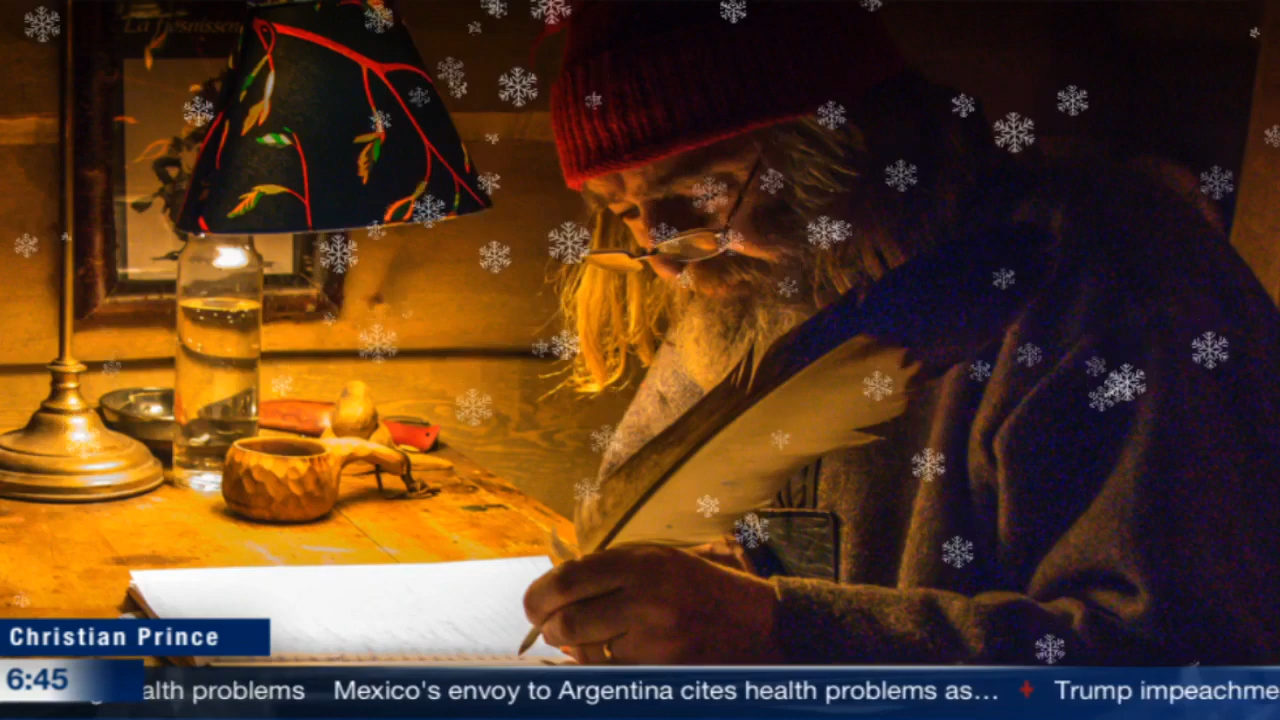 Christian Prince
6:45
alth problems Mexico's envoy to Argentina cites health problems as... Trump impeachme